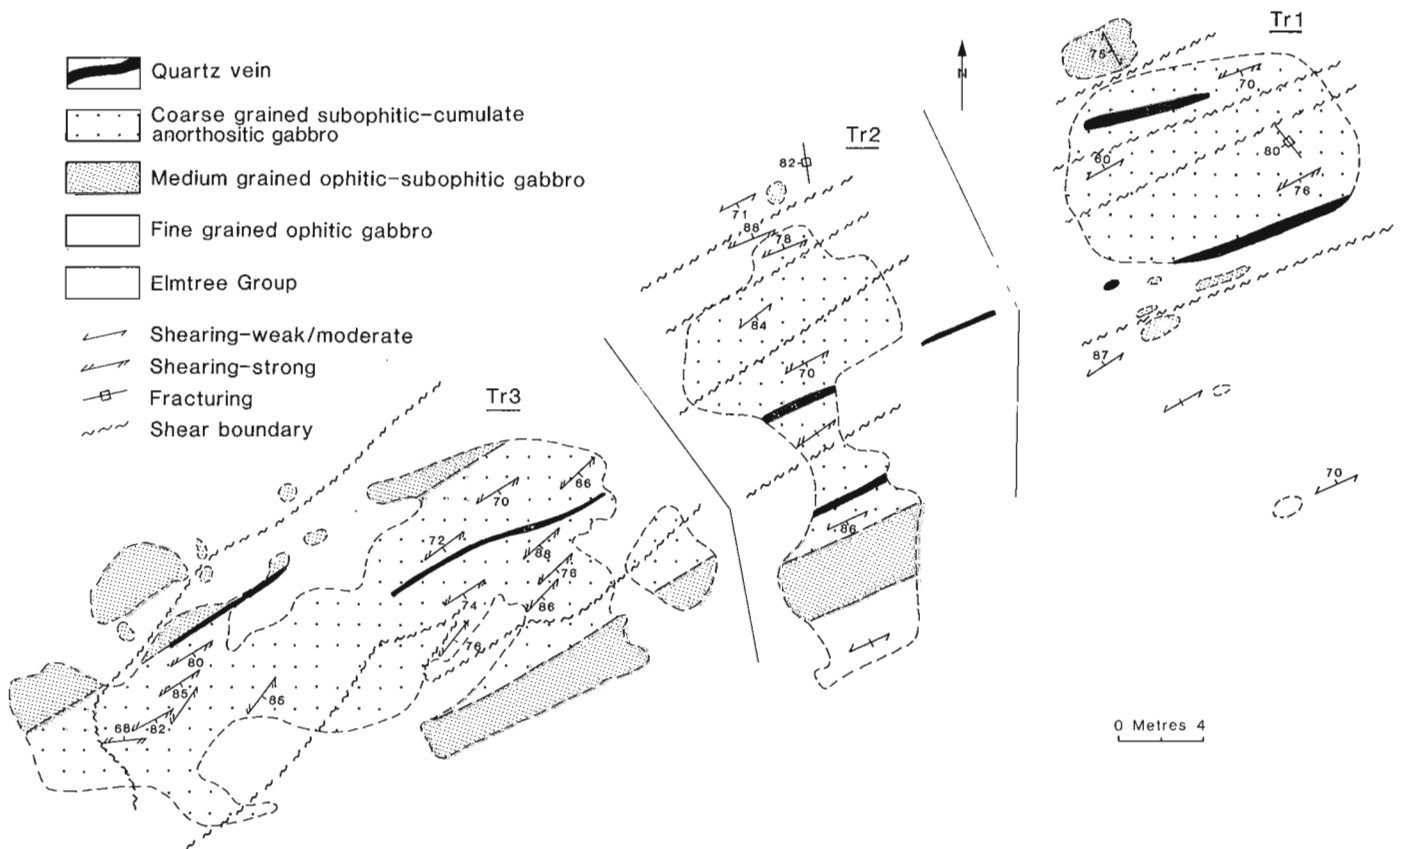 Quartz vein
Coarse grained subophitic-cumulate
anorthositic gabbro
Medium grained ophitic-subophitic gabbro
Fine grained ophitic gabbro
Elmtree Group
Shearing-weak/moderate
Shearing-strong
Fracturing
Shear boundary
N
Tr1
75
70
60
80
76
87
70
Tr2
82
71
88
78
84
70
86
Tr3
70
66
72
88
76
74
86
76
80
85
85
68
82
0 Metres 4